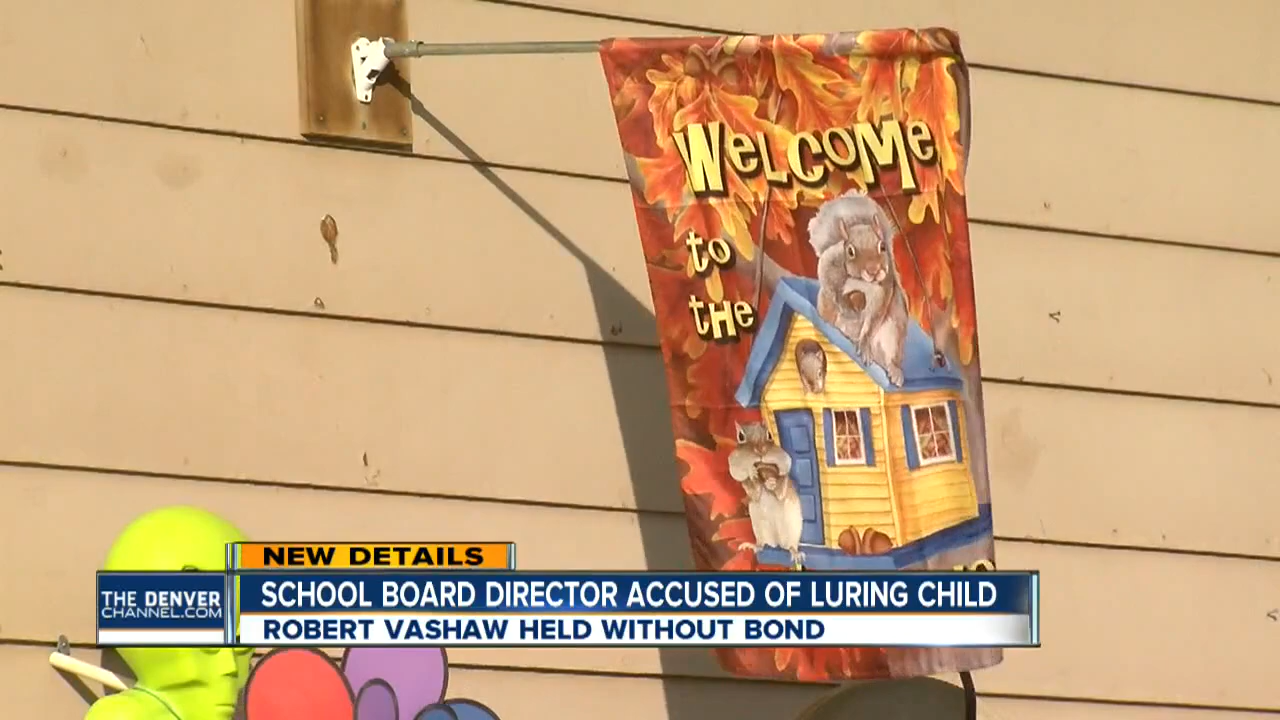 WELCOME
to
the
NEW DETAILS
THE DENVER
CHANNEL.COM
SCHOOL BOARD DIRECTOR ACCUSED OF LURING CHILD
ROBERT VASHAW HELD WITHOUT BOND